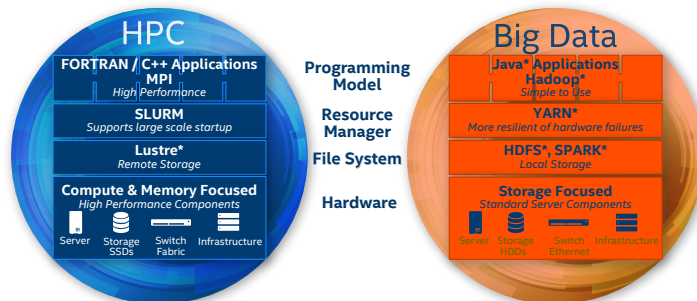 HPC
FORTRAN / C++ Applications
MPI
High Performance
SLURM
Supports large scale startup
Lustre*
Remote Storage
Compute & Memory Focused
High Performance Components
Server
Storage
SSDs
Switch
Fabric
Infrastructure
Programming
Model
Resource
Manager
File System
Hardware
Big Data
Java* Applications
Hadoop*
Simple to Use
YARN*
More resilient of hardware failures
HDFS*, SPARK*
Local Storage
Storage Focused
Standard Server Components
Server
Storage
HDDs
Switch
Ethernet
Infrastructure